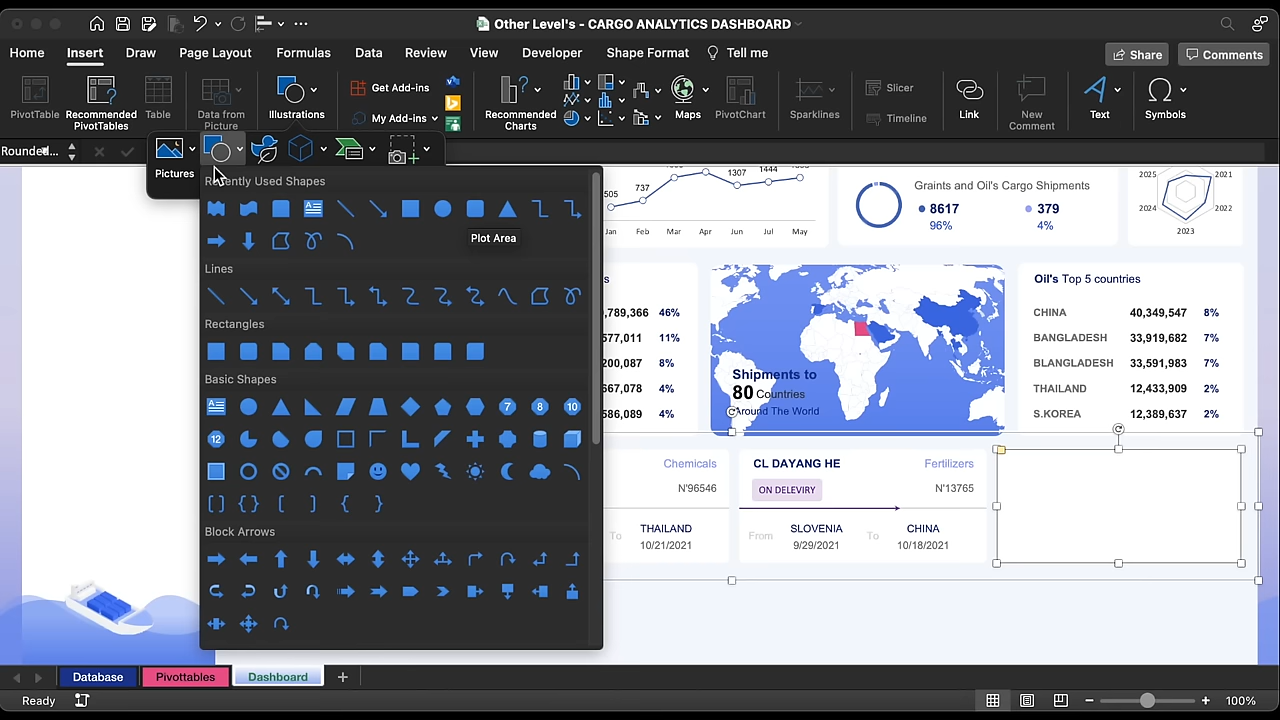 Other Level's - CARGO ANALYTICS DASHBOARD
Home Insert Draw Page Layout Formulas Data Review View Developer Shape Format Tell me
Share Comments
PivotTable Recommended PivotTables Table Data from Picture Illustrations Get Add-ins My Add-ins Recommended Charts Maps PivotChart Sparklines Slicer Timeline Link New Comment Text Symbols
Rounded...
Pictures
Recently Used Shapes
Plot Area
Lines
Rectangles
Basic Shapes
Block Arrows
505 737 1307 1444
Jan Feb Mar Apr Jun Jul May
Graints and Oil's Cargo Shipments
8617 379
96% 4%
2025 2021
2024 2022
2023
s
,789,366 46%
577,011 11%
200,087 8%
667,078 4%
586,089 4%
Shipments to
80 Countries
Around The World
Oil's Top 5 countries
CHINA 40,349,547 8%
BANGLADESH 33,919,682 7%
BLANGLADESH 33,591,983 7%
THAILAND 12,433,909 2%
S.KOREA 12,389,637 2%
Chemicals
N'96546
To THAILAND
10/21/2021
CL DAYANG HE Fertilizers
ON DELEVIRY N'13765
From SLOVENIA To CHINA
9/29/2021 10/18/2021
Database Pivottables Dashboard
Ready 100%